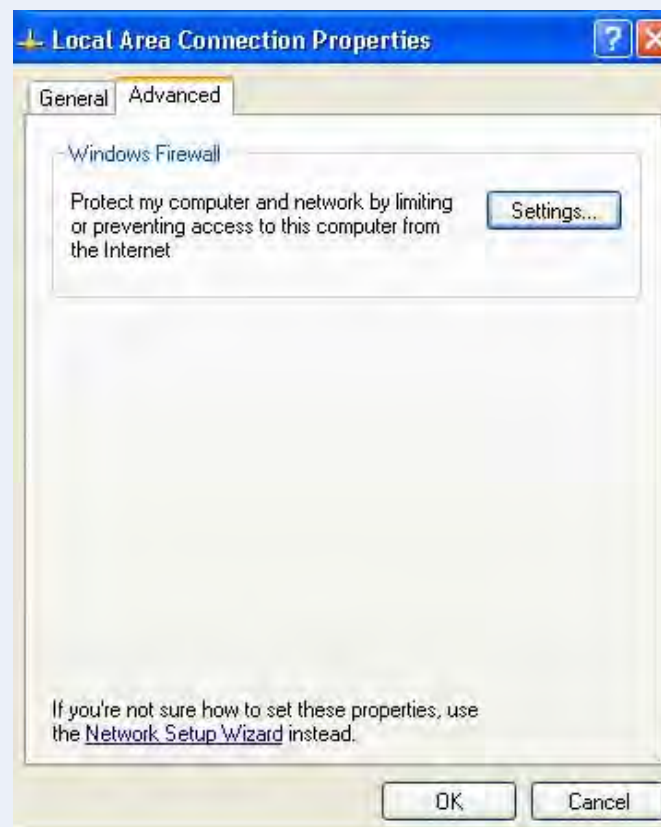 Local Area Connection Properties
?
General Advanced
Windows Firewall
Protect my computer and network by limiting
or preventing access to this computer from
the Internet
Settings...
If you're not sure how to set these properties, use
the Network Setup Wizard instead.
OK Cancel